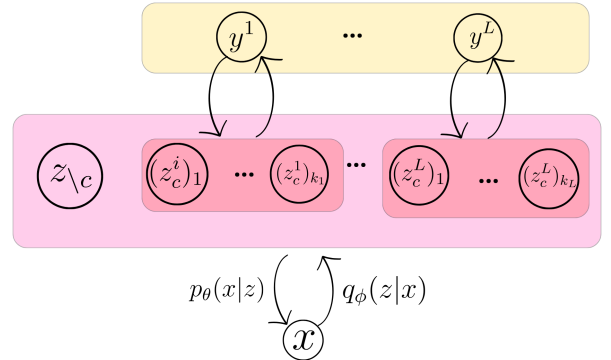 y^1 ... y^L
z_{\c} (z_c^i)_1 ... (z_c^1)_{k_1} ... (z_c^L)_1 ... (z_c^L)_{k_L}
p_θ(x|z) q_ϕ(z|x)
x